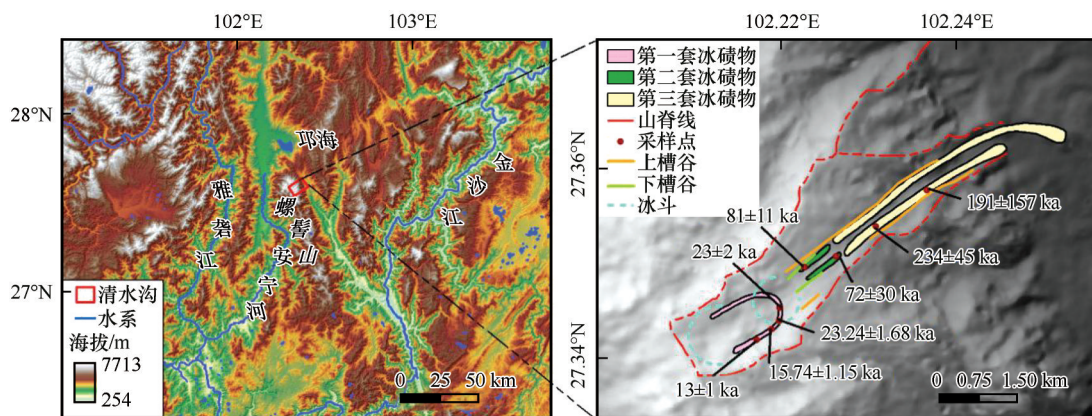 102°E
103°E
28°N
27°N
邛海
雅砻江
螺髻山
安宁河
金沙江
清水沟
水系
海拔/m
7713
254
0 25 50 km
102.22°E
102.24°E
27.36°N
27.34°N
第一套冰碛物
第二套冰碛物
第三套冰碛物
山脊线
采样点
上槽谷
下槽谷
冰斗
81±11 ka
23±2 ka
191±157 ka
234±45 ka
72±30 ka
23.24±1.68 ka
15.74±1.15 ka
13±1 ka
0 0.75 1.50 km